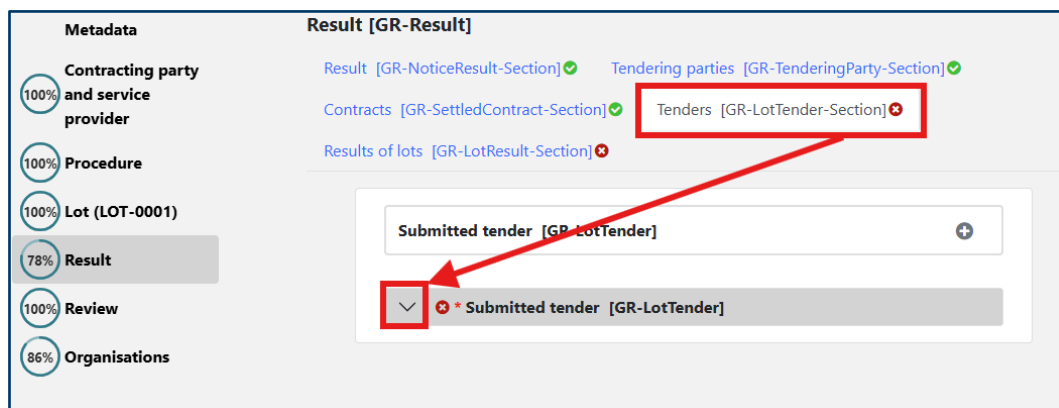 Metadata
100% Contracting party
and service
provider
100% Procedure
100% Lot (LOT-0001)
78% Result
100% Review
86% Organisations
Result [GR-Result]
Result [GR-NoticeResult-Section] Tendering parties [GR-TenderingParty-Section]
Contracts [GR-SettledContract-Section] Tenders [GR-LotTender-Section]
Results of lots [GR-LotResult-Section]
Submitted tender [GR-LotTender]
* Submitted tender [GR-LotTender]